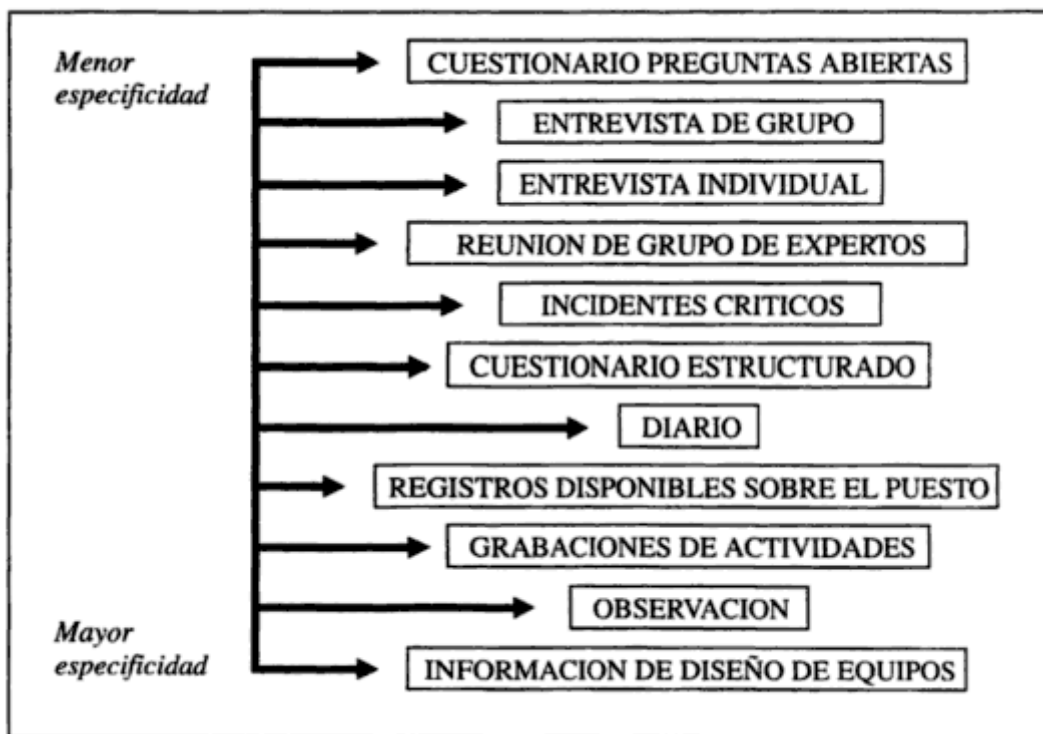 Menor
especificidad
CUESTIONARIO PREGUNTAS ABIERTAS
ENTREVISTA DE GRUPO
ENTREVISTA INDIVIDUAL
REUNION DE GRUPO DE EXPERTOS
INCIDENTES CRITICOS
CUESTIONARIO ESTRUCTURADO
DIARIO
REGISTROS DISPONIBLES SOBRE EL PUESTO
GRABACIONES DE ACTIVIDADES
OBSERVACION
Mayor
especificidad
INFORMACION DE DISEÑO DE EQUIPOS